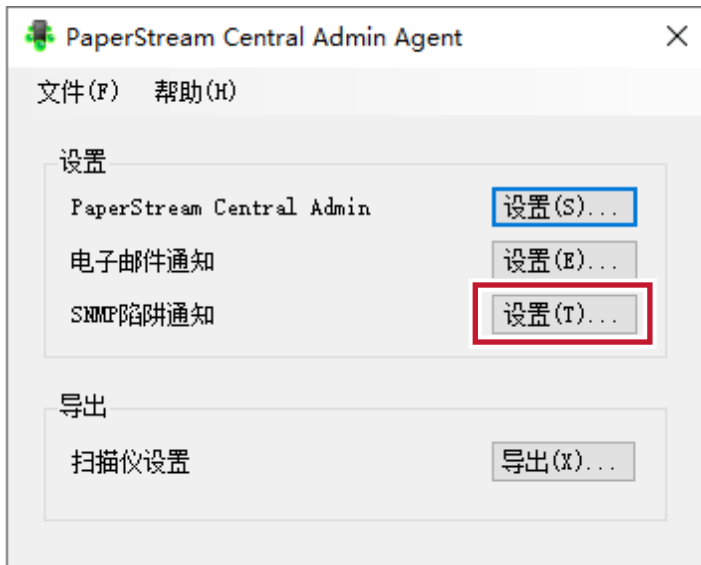 PaperStream Central Admin Agent
文件(F) 帮助(H)
设置
PaperStream Central Admin 设置(S)...
电子邮件通知 设置(E)...
SNMP陷阱通知 设置(T)...
导出
扫描仪设置 导出(X)...